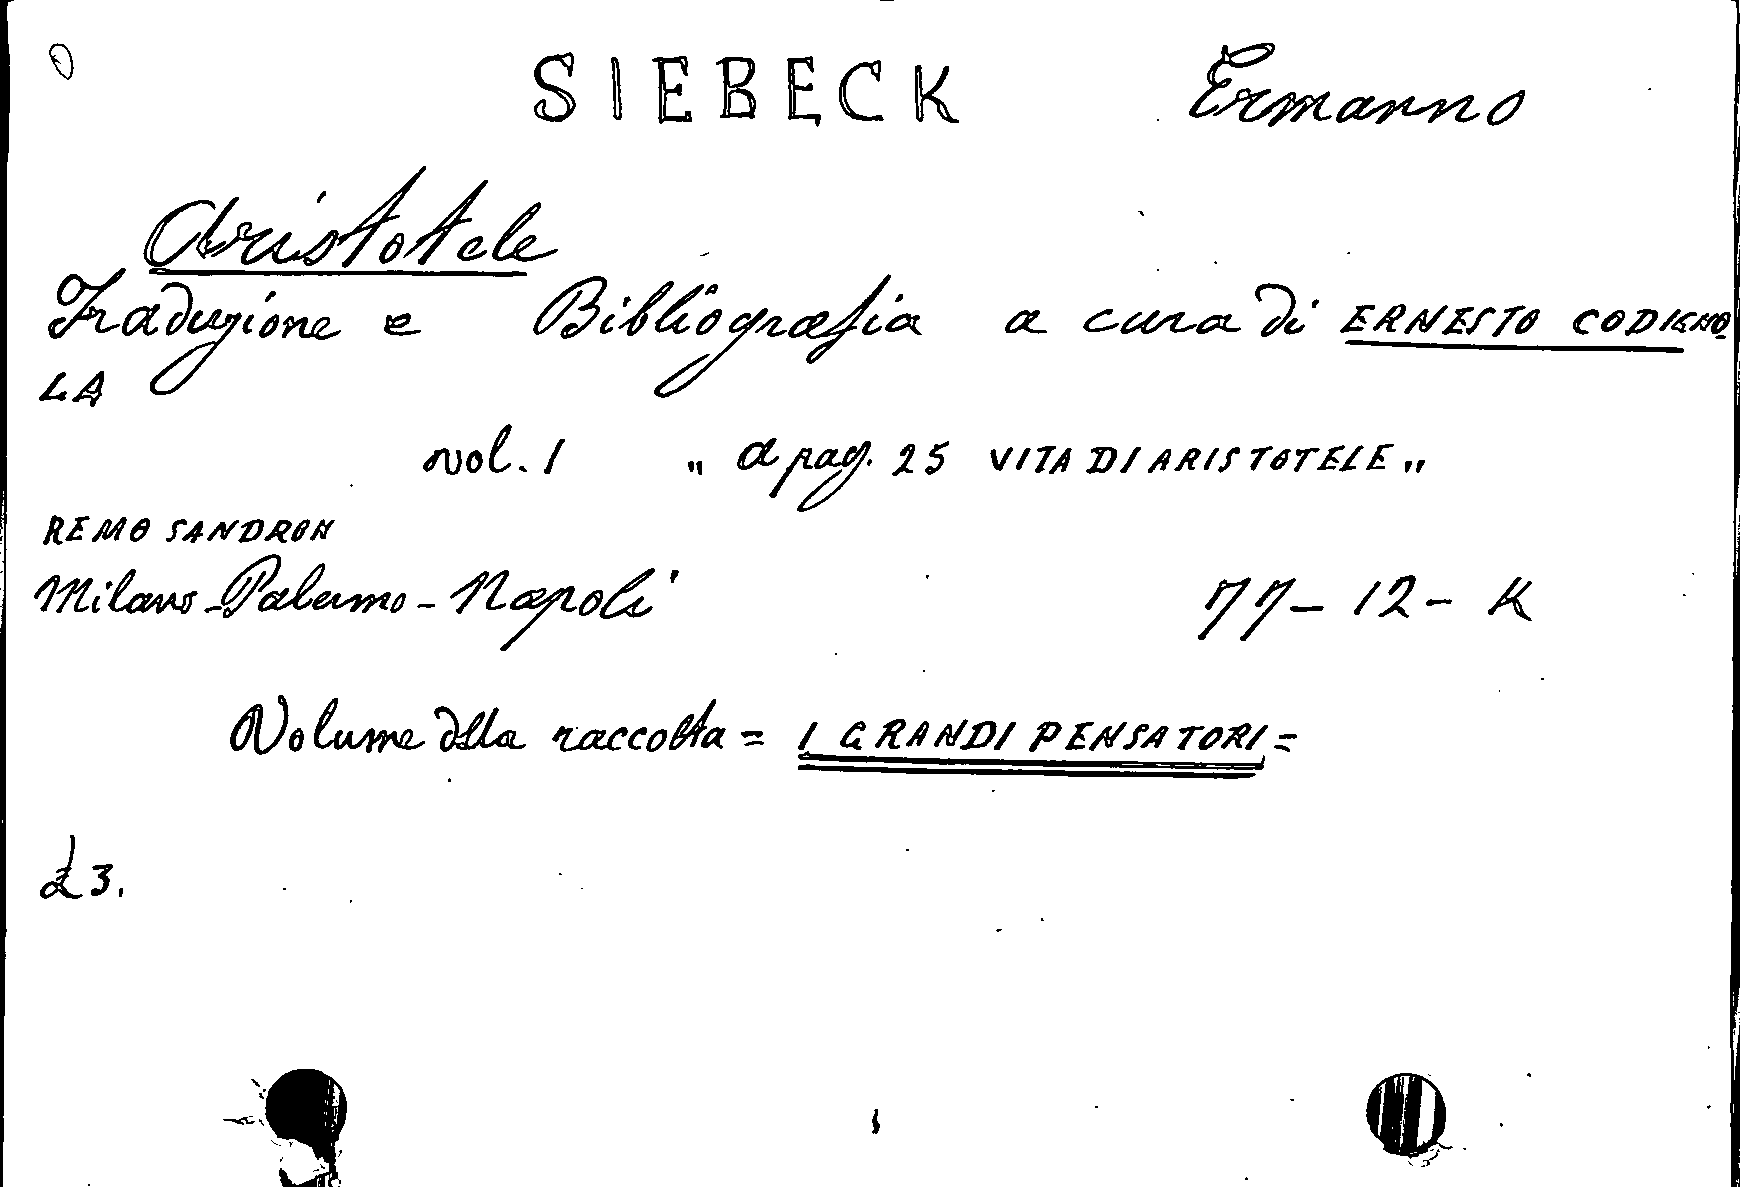 SIEBECK Ermanno
Aristotele
Traduzione e Bibliografia a cura di ERNESTO CODIGNO
LA
vol. 1 " a pag. 25 VITA DI ARISTOTELE "
REMO SANDRON
Milano - Palermo - Napoli
77 - 12 - K
Volume della raccolta = I GRANDI PENSATORI =
£ 3.